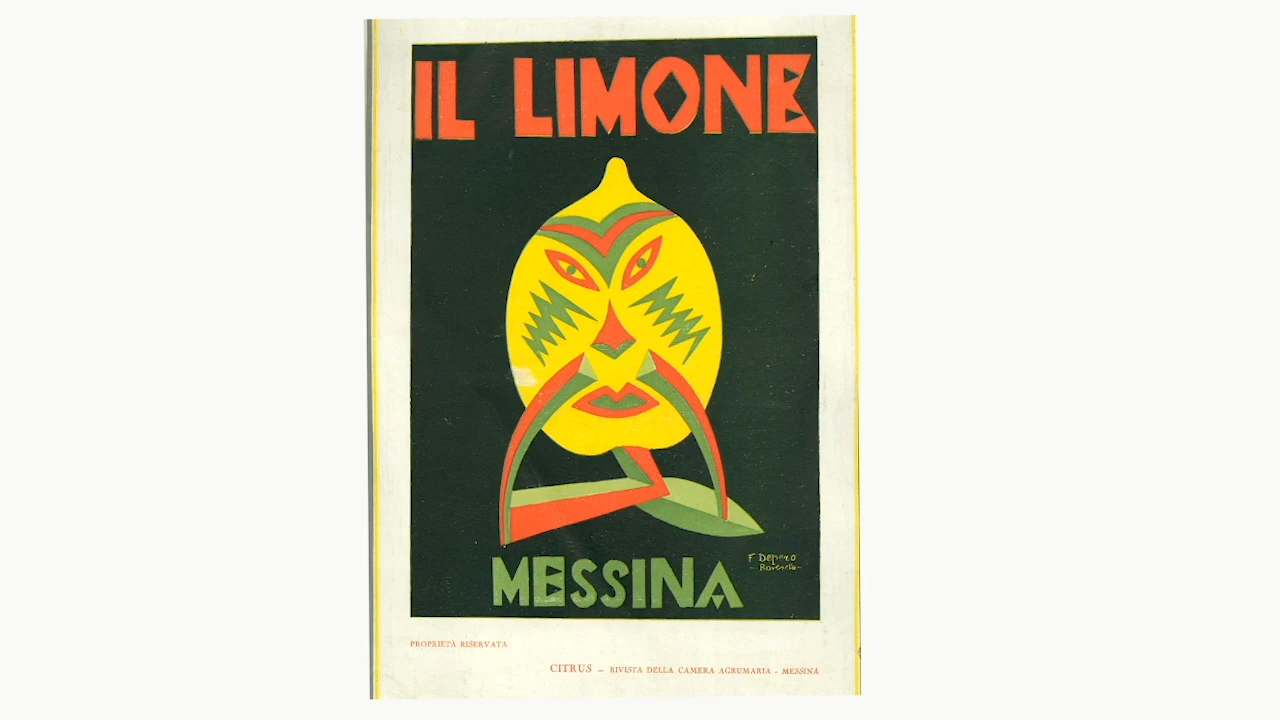 IL LIMONE
MESSINA
F Depero
- Rovereto -
PROPRIETÀ RISERVATA
CITRUS – RIVISTA DELLA CAMERA AGRUMARIA - MESSINA